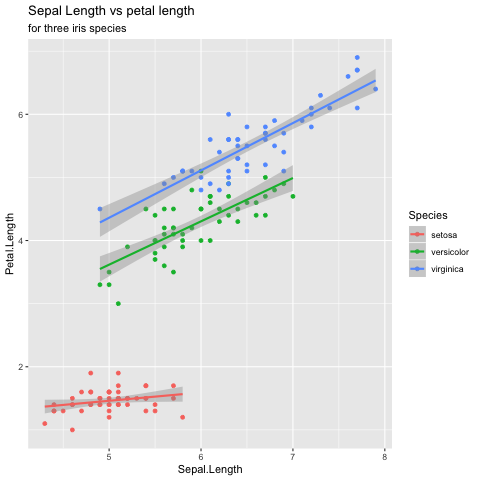 Sepal Length vs petal length
for three iris species
Petal.Length
6
4
2
5
6
7
8
Sepal.Length
Species
setosa
versicolor
virginica